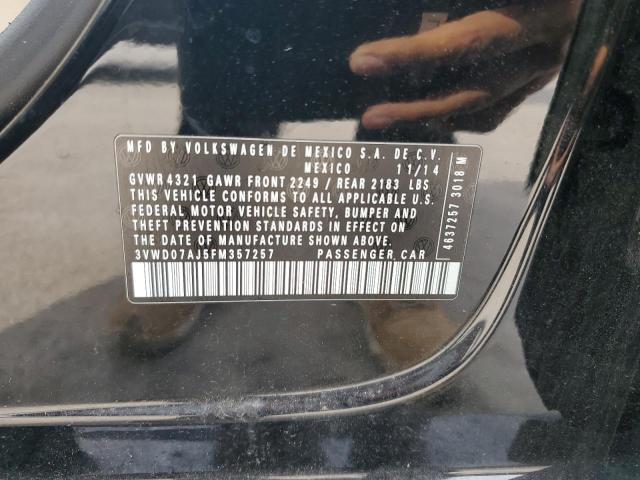 MFD BY VOLKSWAGEN DE MEXICO S.A. DE C.V.
MEXICO 11/14
GVWR 4321 GAWR FRONT 2249 / REAR 2183 LBS
THIS VEHICLE CONFORMS TO ALL APPLICABLE U.S.
FEDERAL MOTOR VEHICLE SAFETY, BUMPER AND
THEFT PREVENTION STANDARDS IN EFFECT ON
THE DATE OF MANUFACTURE SHOWN ABOVE.
3VWD07AJ5FM357257 PASSENGER CAR
4637257 3018 M